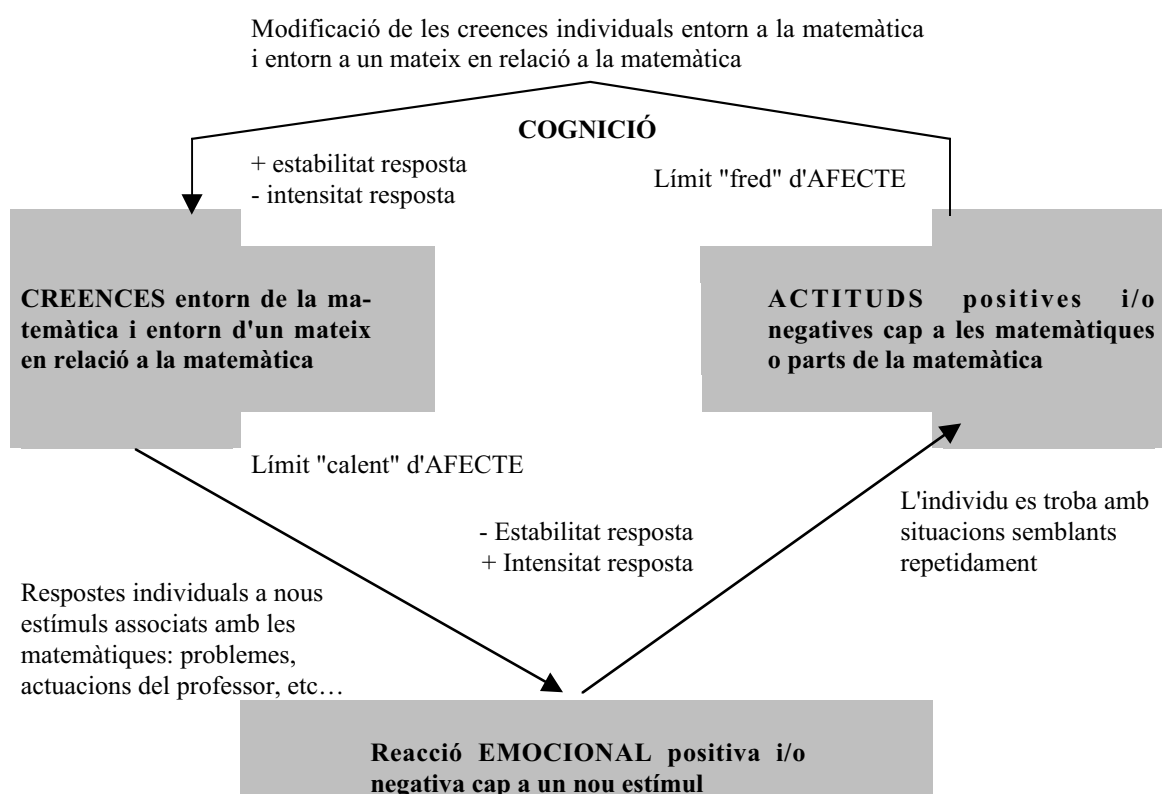 Modificació de les creences individuals entorn a la matemàtica
i entorn a un mateix en relació a la matemàtica
COGNICIÓ
+ estabilitat resposta
- intensitat resposta
Límit "fred" d'AFECTE
CREENCES entorn de la ma-
temàtica i entorn d'un mateix
en relació a la matemàtica
ACTITUDS positives i/o
negatives cap a les matemàtiques
o parts de la matemàtica
Límit "calent" d'AFECTE
- Estabilitat resposta
+ Intensitat resposta
L'individu es troba amb
situacions semblants
repetidament
Respostes individuals a nous
estímuls associats amb les
matemàtiques: problemes,
actuacions del professor, etc…
Reacció EMOCIONAL positiva i/o
negativa cap a un nou estímul